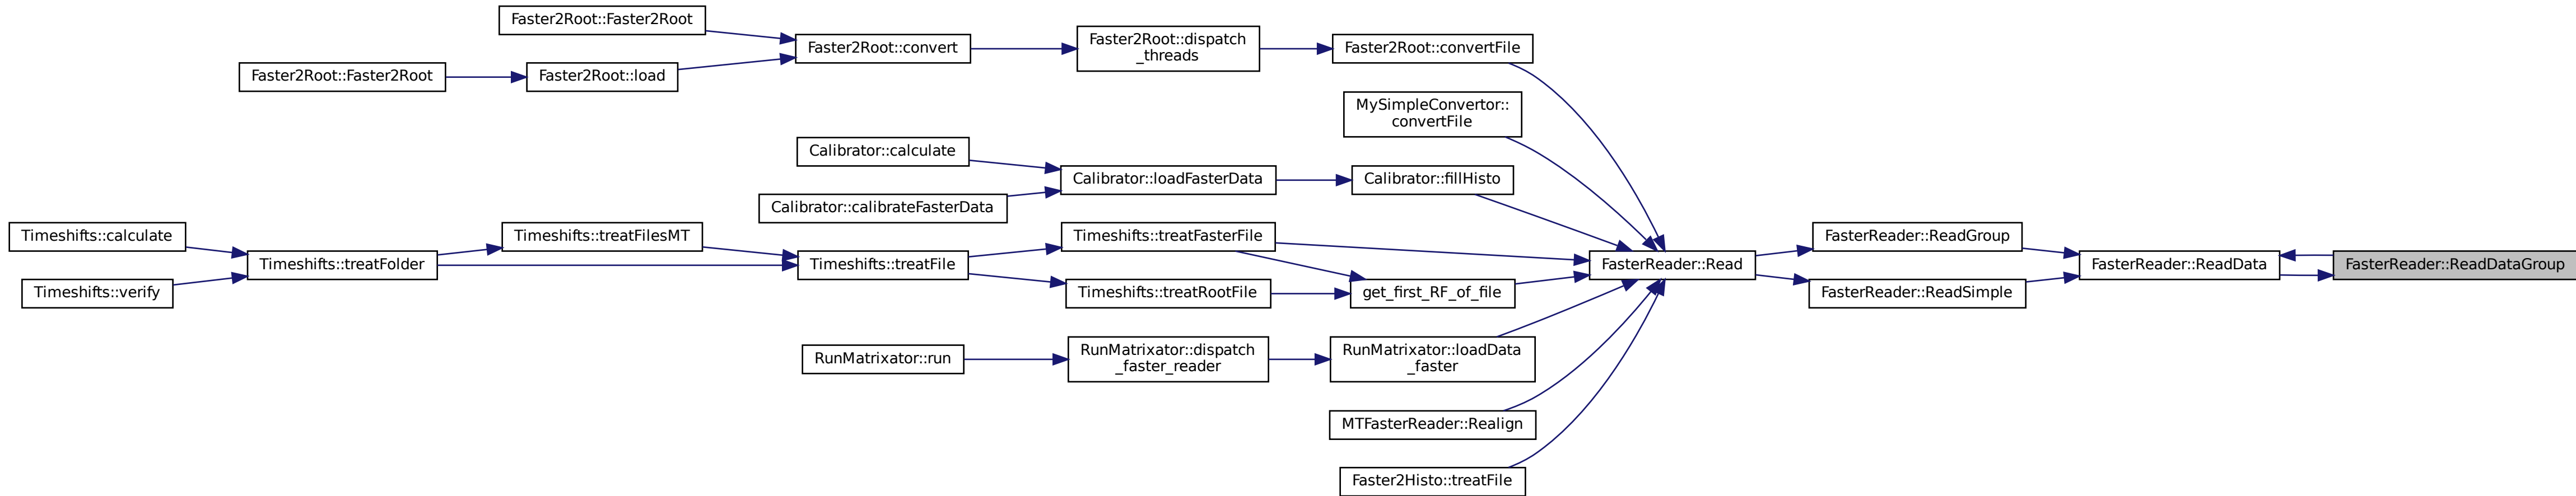 Faster2Root::Faster2Root
Faster2Root::Faster2Root
Faster2Root::load
Faster2Root::convert
Faster2Root::dispatch
_threads
Faster2Root::convertFile
MySimpleConvertor::
convertFile
Calibrator::calculate
Calibrator::calibrateFasterData
Calibrator::loadFasterData
Calibrator::fillHisto
Timeshifts::calculate
Timeshifts::verify
Timeshifts::treatFolder
Timeshifts::treatFilesMT
Timeshifts::treatFile
Timeshifts::treatFasterFile
Timeshifts::treatRootFile
get_first_RF_of_file
RunMatrixator::run
RunMatrixator::dispatch
_faster_reader
RunMatrixator::loadData
_faster
MTFasterReader::Realign
Faster2Histo::treatFile
FasterReader::Read
FasterReader::ReadGroup
FasterReader::ReadSimple
FasterReader::ReadData
FasterReader::ReadDataGroup